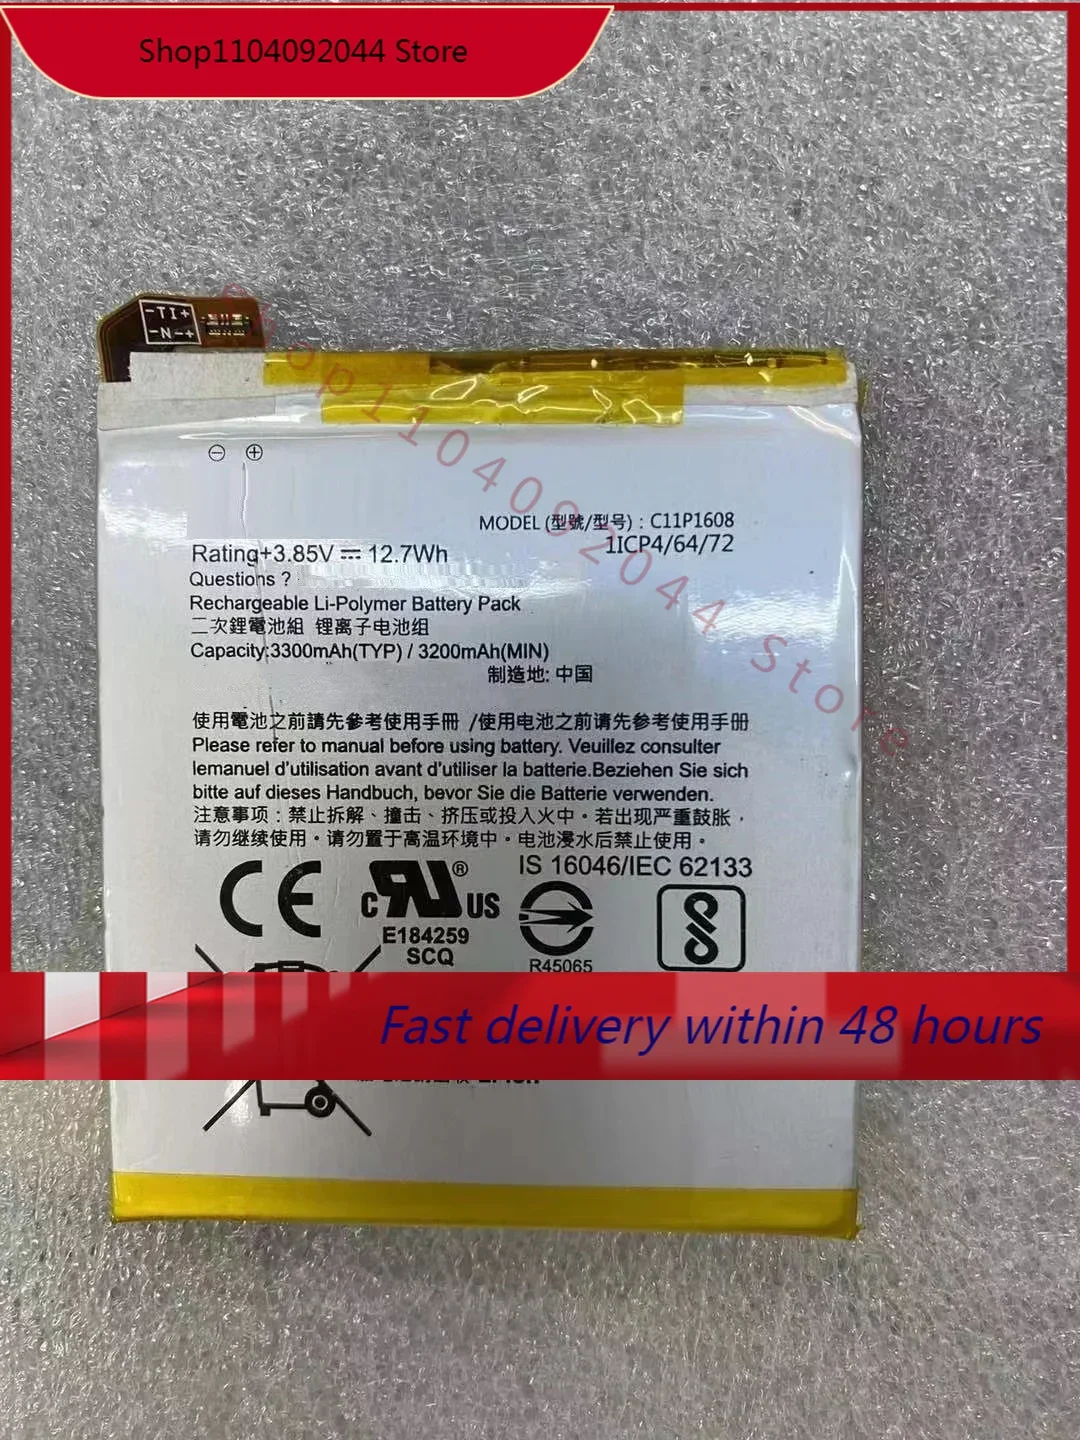 Shop1104092044 Store
-TI+
-N-+
Shop1104092044 Store
⊖ ⊕
MODEL (型號/型号) : C11P1608
1ICP4/64/72
Rating+3.85V ⎓ 12.7Wh
Questions ?
Rechargeable Li-Polymer Battery Pack
二次鋰電池組 锂离子电池组
Capacity:3300mAh(TYP) / 3200mAh(MIN)
制造地: 中国
使用電池之前請先參考使用手冊 /使用电池之前请先参考使用手册
Please refer to manual before using battery. Veuillez consulter
lemanuel d'utilisation avant d'utiliser la batterie.Beziehen Sie sich
bitte auf dieses Handbuch, bevor Sie die Batterie verwenden.
注意事项：禁止拆解、撞击、挤压或投入火中。若出现严重鼓胀，
请勿继续使用。请勿置于高温环境中。电池浸水后禁止使用。
IS 16046/IEC 62133
CE
c RU ® US
E184259
SCQ
R45065
Fast delivery within 48 hours